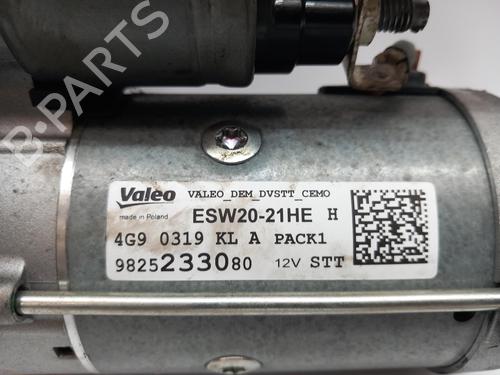 B-PARTS
Valeo VALEO_DEM_DVSTT_CEMO
made in Poland ESW20-21HE H
4G9 0319 KL A PACK1
9825233080 12V STT